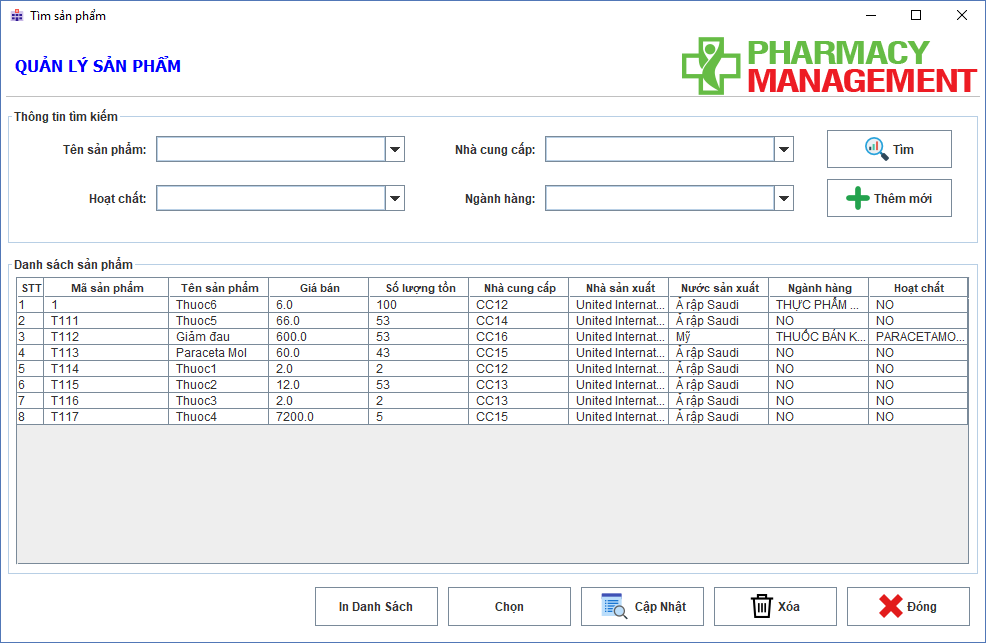 Tìm sản phẩm
QUẢN LÝ SẢN PHẨM
PHARMACY
MANAGEMENT
Thông tin tìm kiếm
Tên sản phẩm: Nhà cung cấp: Tìm
Hoạt chất: Ngành hàng: Thêm mới
Danh sách sản phẩm
STT Mã sản phẩm Tên sản phẩm Giá bán Số lượng tồn Nhà cung cấp Nhà sản xuất Nước sản xuất Ngành hàng Hoạt chất
1 1 Thuoc6 6.0 100 CC12 United Internat... Ả rập Saudi THỰC PHẨM ... NO
2 T111 Thuoc5 66.0 53 CC14 United Internat... Ả rập Saudi NO NO
3 T112 Giảm đau 600.0 53 CC16 United Internat... Mỹ THUỐC BÁN K... PARACETAMO...
4 T113 Paraceta Mol 60.0 43 CC15 United Internat... Ả rập Saudi NO NO
5 T114 Thuoc1 2.0 2 CC12 United Internat... Ả rập Saudi NO NO
6 T115 Thuoc2 12.0 53 CC13 United Internat... Ả rập Saudi NO NO
7 T116 Thuoc3 2.0 2 CC13 United Internat... Ả rập Saudi NO NO
8 T117 Thuoc4 7200.0 5 CC15 United Internat... Ả rập Saudi NO NO
In Danh Sách Chọn Cập Nhật Xóa Đóng